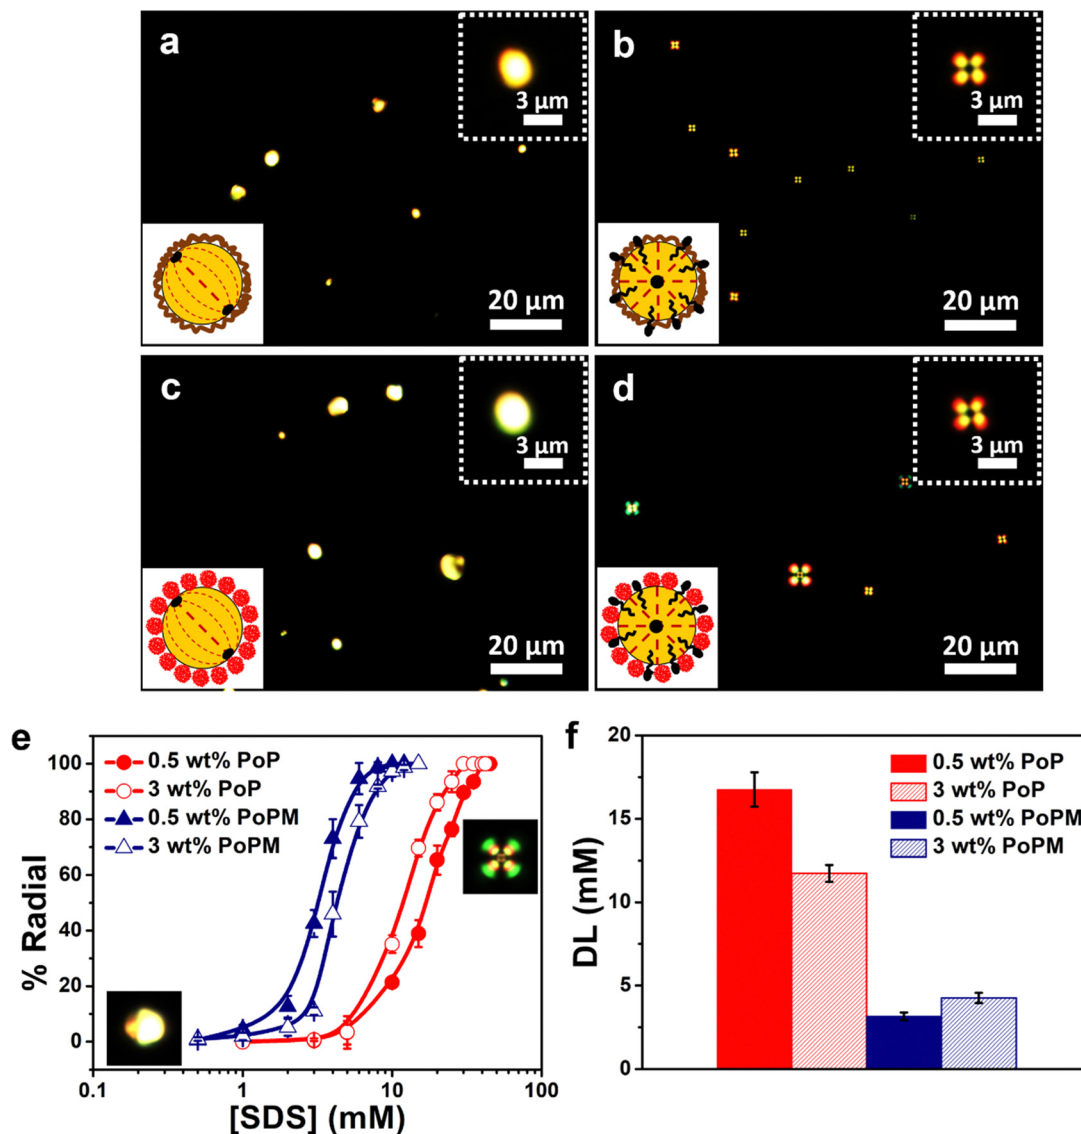 a
3 μm
20 μm
b
3 μm
20 μm
c
3 μm
20 μm
d
3 μm
20 μm
e
100
80
60
40
20
0
% Radial
0.5 wt% PoP
3 wt% PoP
0.5 wt% PoPM
3 wt% PoPM
0.1
1
10
100
[SDS] (mM)
f
20
15
10
5
0
DL (mM)
0.5 wt% PoP
3 wt% PoP
0.5 wt% PoPM
3 wt% PoPM